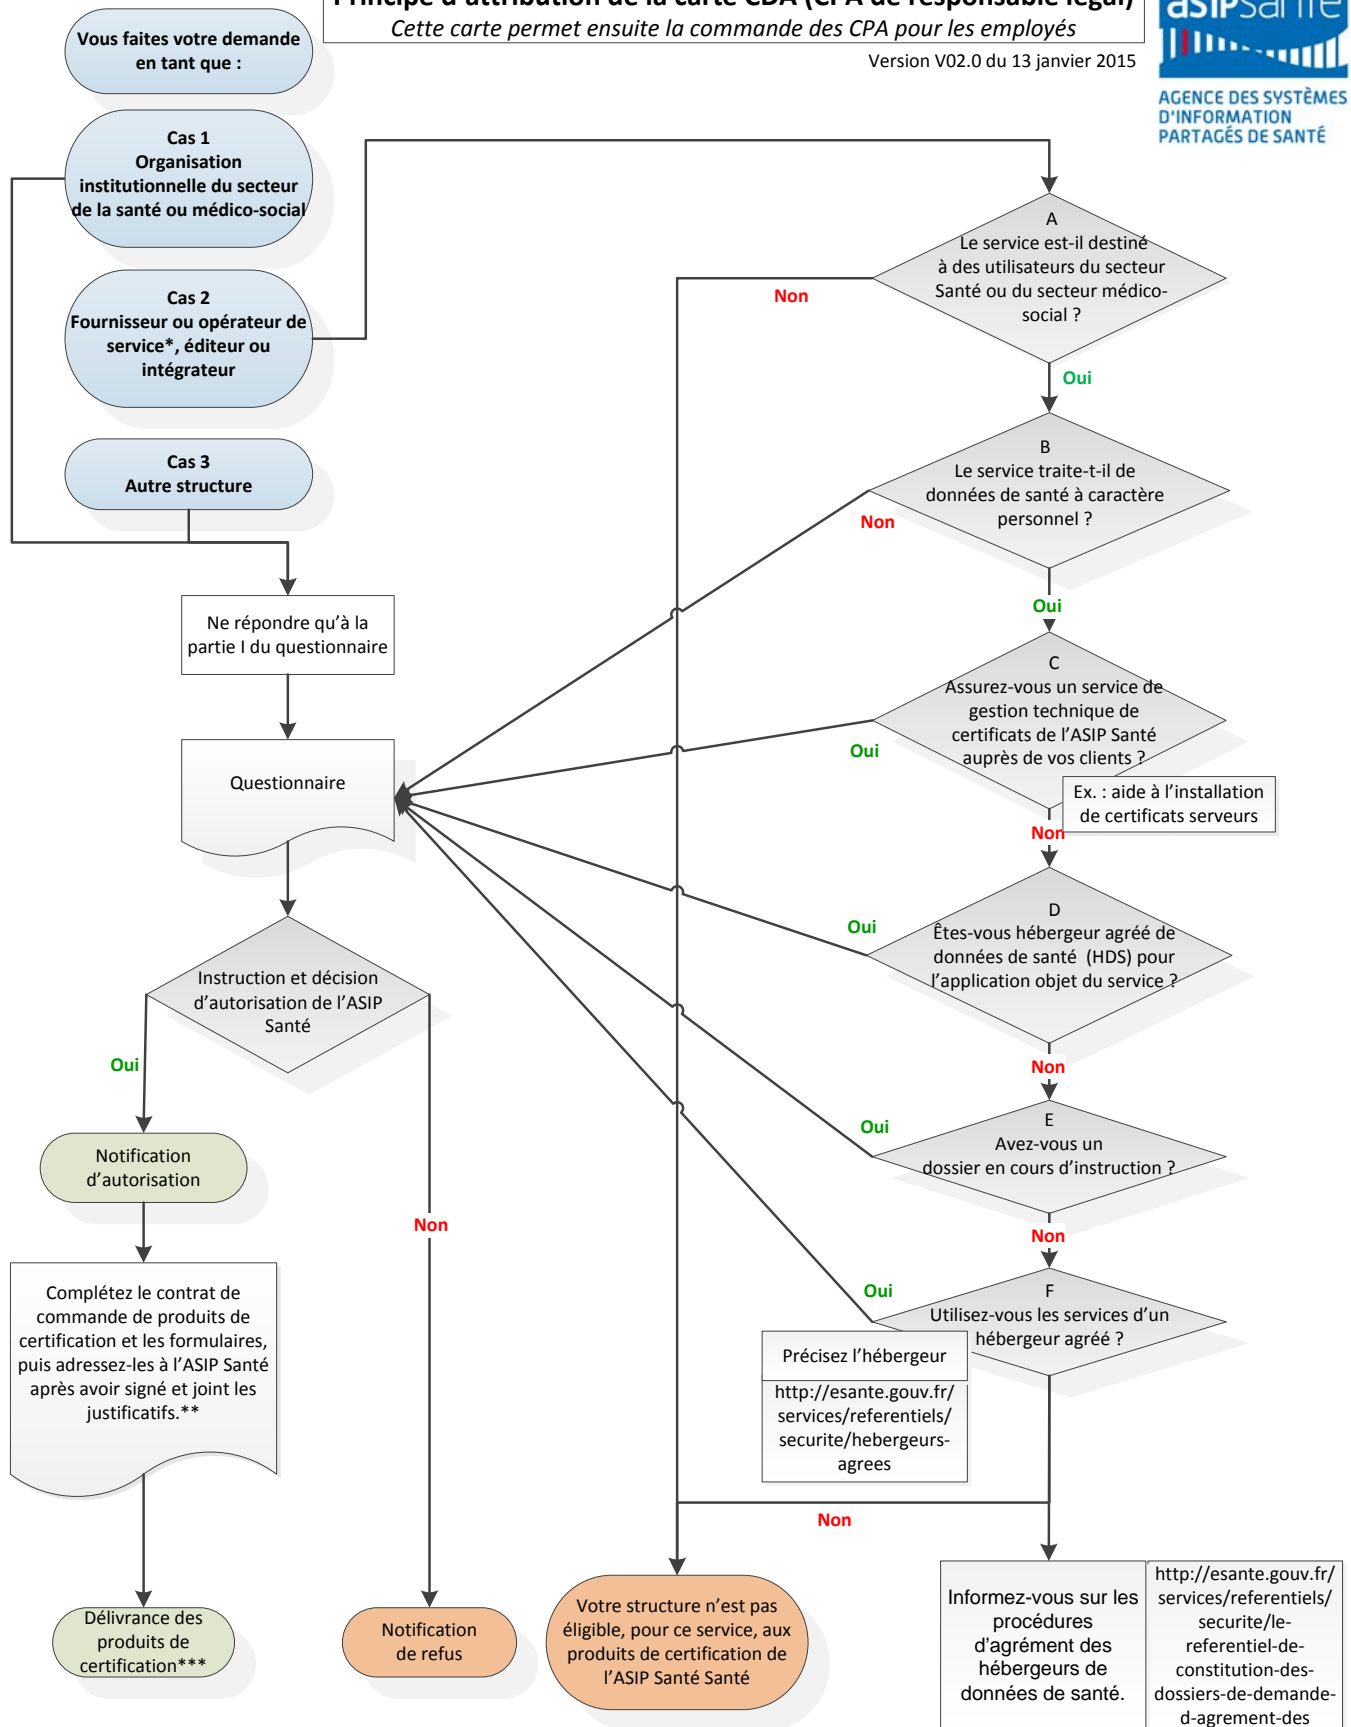 Principe d'attribution de la carte CDA (CPA de responsable légal)
Cette carte permet ensuite la commande des CPA pour les employés
Version V02.0 du 13 janvier 2015
asipsanté
AGENCE DES SYSTÈMES
D'INFORMATION
PARTAGÉS DE SANTÉ
Vous faites votre demande
en tant que :
Cas 1
Organisation
institutionnelle du secteur
de la santé ou médico-social
Cas 2
Fournisseur ou opérateur de
service*, éditeur ou
intégrateur
Cas 3
Autre structure
Ne répondre qu’à la
partie I du questionnaire
Questionnaire
Instruction et décision
d’autorisation de l’ASIP
Santé
Oui
Non
Notification
d’autorisation
Complétez le contrat de
commande de produits de
certification et les formulaires,
puis adressez-les à l’ASIP Santé
après avoir signé et joint les
justificatifs.**
Délivrance des
produits de
certification***
Notification
de refus
A
Le service est-il destiné
à des utilisateurs du secteur
Santé ou du secteur médico-
social ?
Non
Oui
B
Le service traite-t-il de
données de santé à caractère
personnel ?
Non
Oui
C
Assurez-vous un service de
gestion technique de
certificats de l’ASIP Santé
auprès de vos clients ?
Oui
Ex. : aide à l’installation
de certificats serveurs
Non
D
Êtes-vous hébergeur agréé de
données de santé (HDS) pour
l’application objet du service ?
Oui
Non
E
Avez-vous un
dossier en cours d’instruction ?
Oui
Non
F
Utilisez-vous les services d’un
hébergeur agréé ?
Oui
Précisez l’hébergeur
http://esante.gouv.fr/
services/referentiels/
securite/hebergeurs-
agrees
Non
Votre structure n’est pas
éligible, pour ce service, aux
produits de certification de
l’ASIP Santé Santé
Informez-vous sur les
procédures
d’agrément des
hébergeurs de
données de santé.
http://esante.gouv.fr/
services/referentiels/
securite/le-
referentiel-de-
constitution-des-
dossiers-de-demande-
d-agrement-des